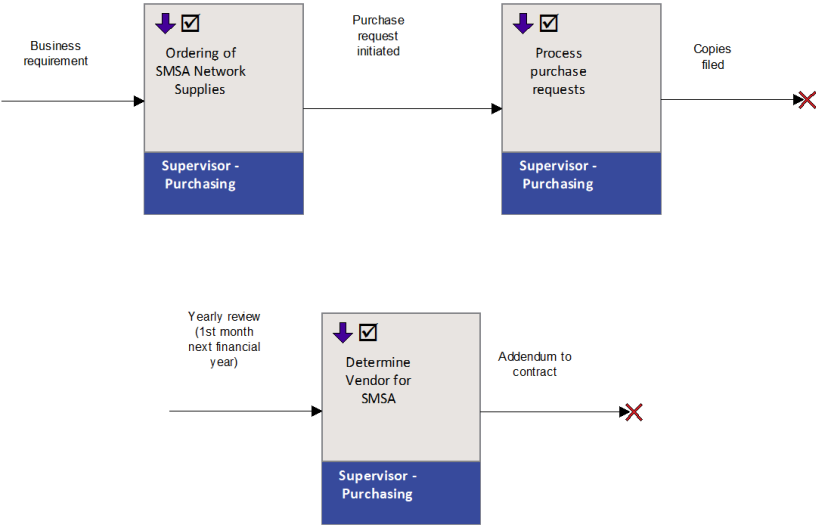 Business
requirement
Ordering of
SMSA Network
Supplies
Supervisor -
Purchasing
Purchase
request
initiated
Process
purchase
requests
Supervisor -
Purchasing
Copies
filed
Yearly review
(1st month
next financial
year)
Determine
Vendor for
SMSA
Supervisor -
Purchasing
Addendum to
contract